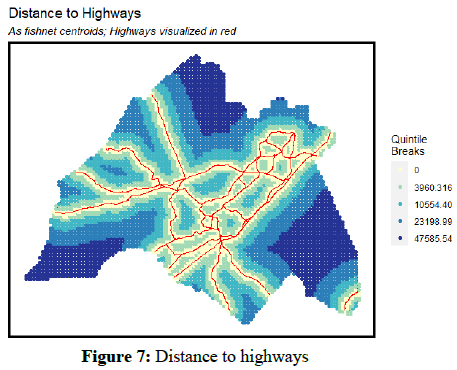 Distance to Highways
As fishnet centroids; Highways visualized in red
Quintile
Breaks
0
3960.316
10554.40
23198.99
47585.54
Figure 7: Distance to highways